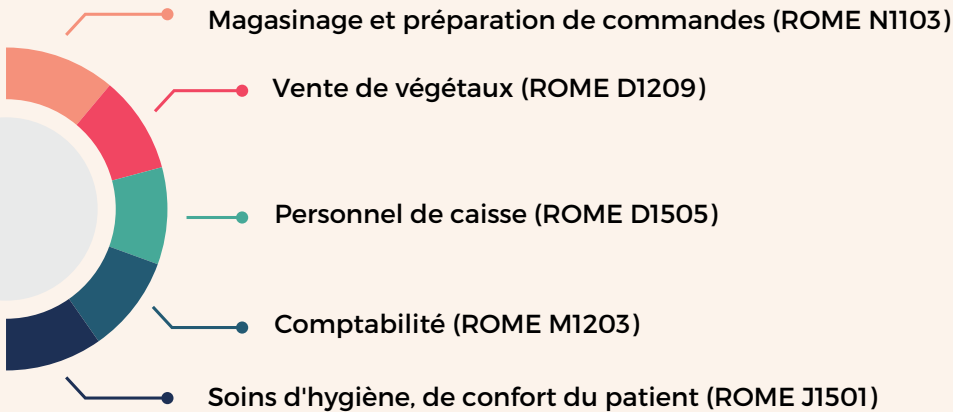 Magasinage et préparation de commandes (ROME N1103)
Vente de végétaux (ROME D1209)
Personnel de caisse (ROME D1505)
Comptabilité (ROME M1203)
Soins d'hygiène, de confort du patient (ROME J1501)